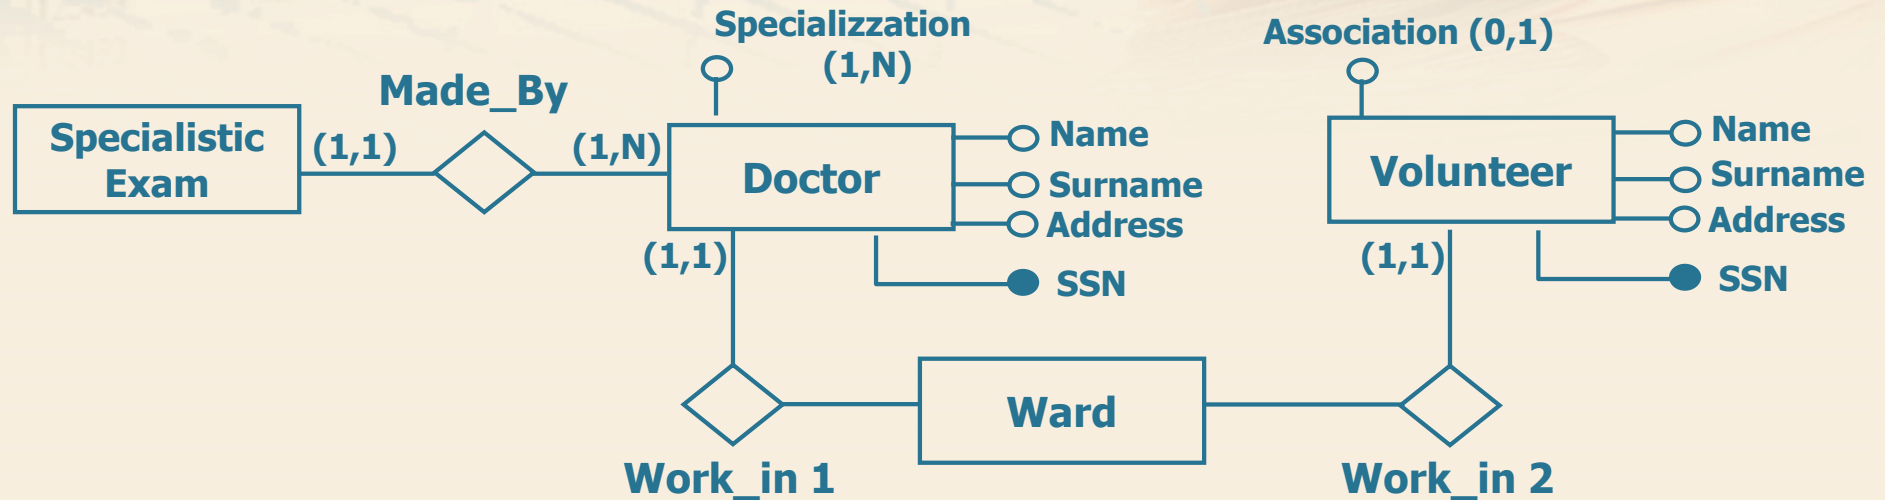 Specializzation
(1,N)
Association (0,1)
Made_By
Specialistic
Exam
(1,1)
(1,N)
Doctor
Name
Surname
Address
SSN
(1,1)
Volunteer
Name
Surname
Address
SSN
(1,1)
Ward
Work_in 1
Work_in 2